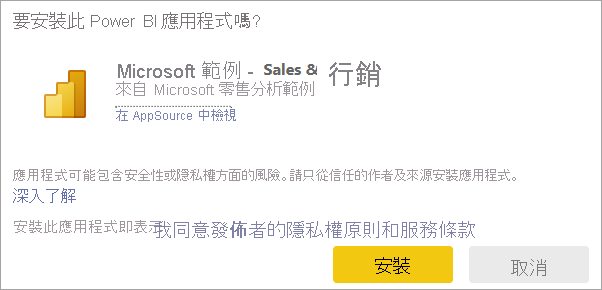 要安裝此 Power BI應用程式嗎?
Microsoft 範例 - Sales & 行銷
來自 Microsoft 零售分析範例
在 AppSource 中檢視
應用程式可能包含安全性或隱私權方面的風險。請只從信任的作者及來源安裝應用程式。
深入了解
安裝此應用程式即表示我同意發佈者的隱私權原則和服務條款
安裝 取消